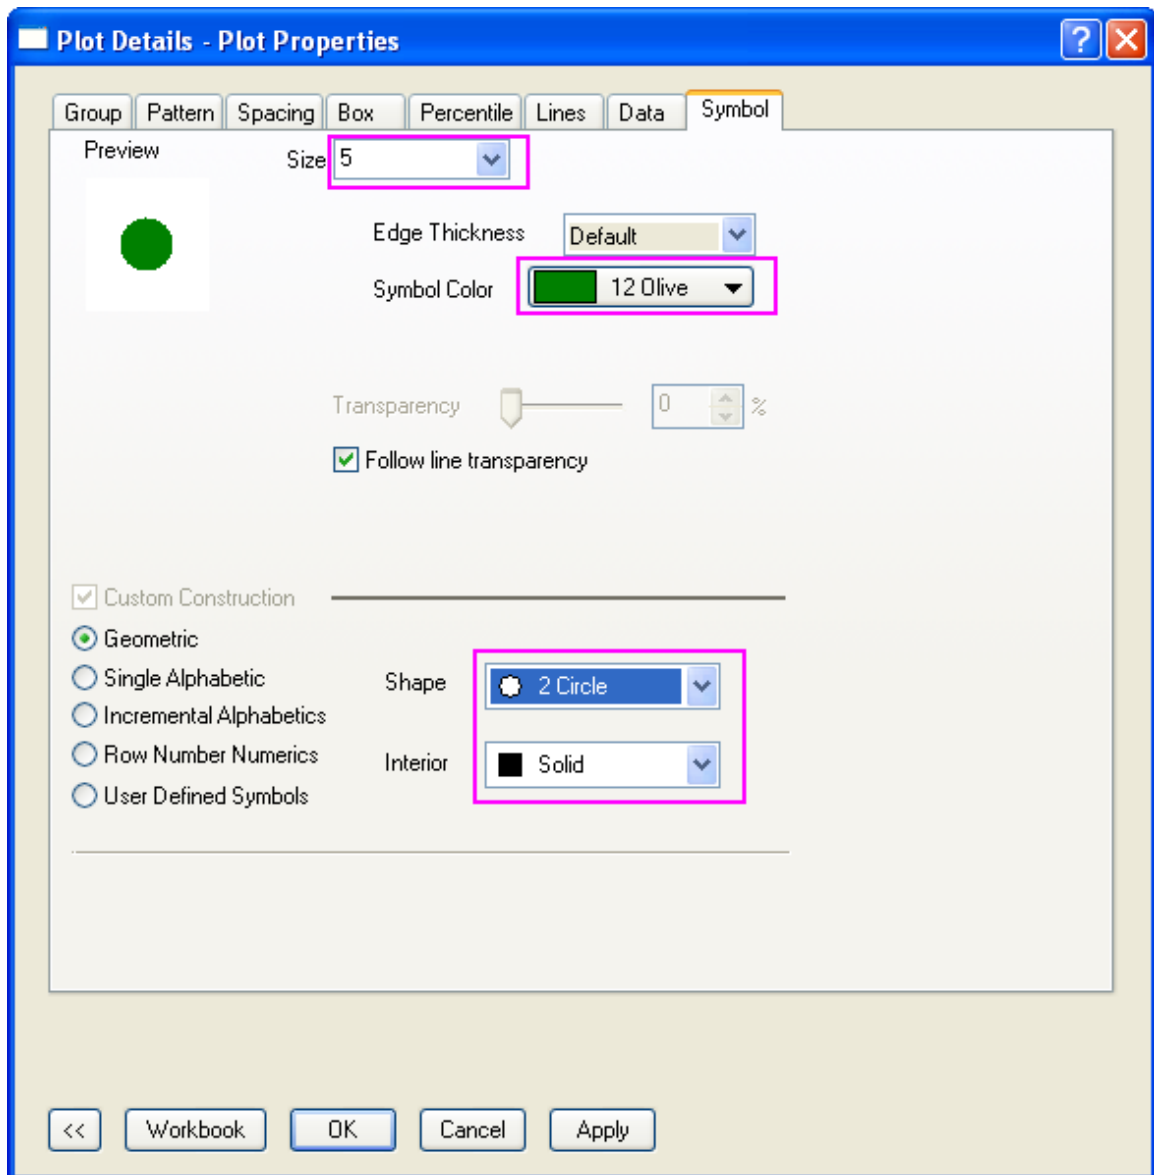 Plot Details - Plot Properties
Group Pattern Spacing Box Percentile Lines Data Symbol
Preview Size 5
Edge Thickness Default
Symbol Color 12 Olive
Transparency 0 %
Follow line transparency
Custom Construction
Geometric
Single Alphabetic Shape 2 Circle
Incremental Alphabetics
Row Number Numerics Interior Solid
User Defined Symbols
<< Workbook OK Cancel Apply